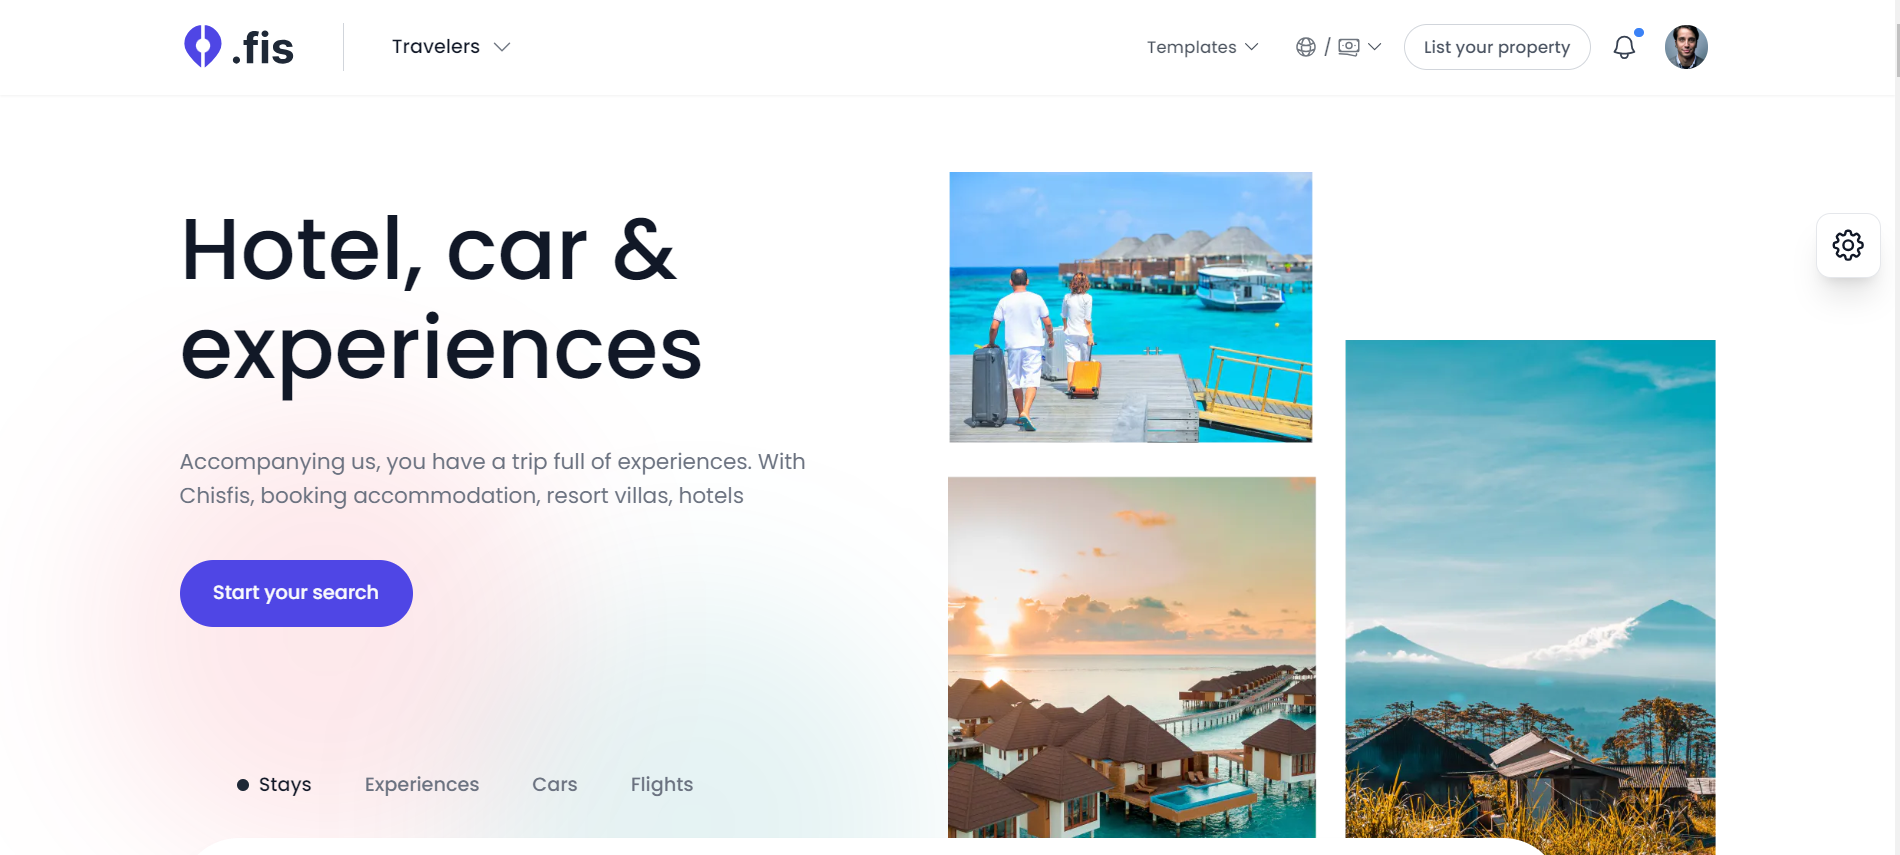 .fis
Travelers
Templates
/
List your property
Hotel, car &
experiences
Accompanying us, you have a trip full of experiences. With
Chisfis, booking accommodation, resort villas, hotels
Start your search
Stays
Experiences
Cars
Flights